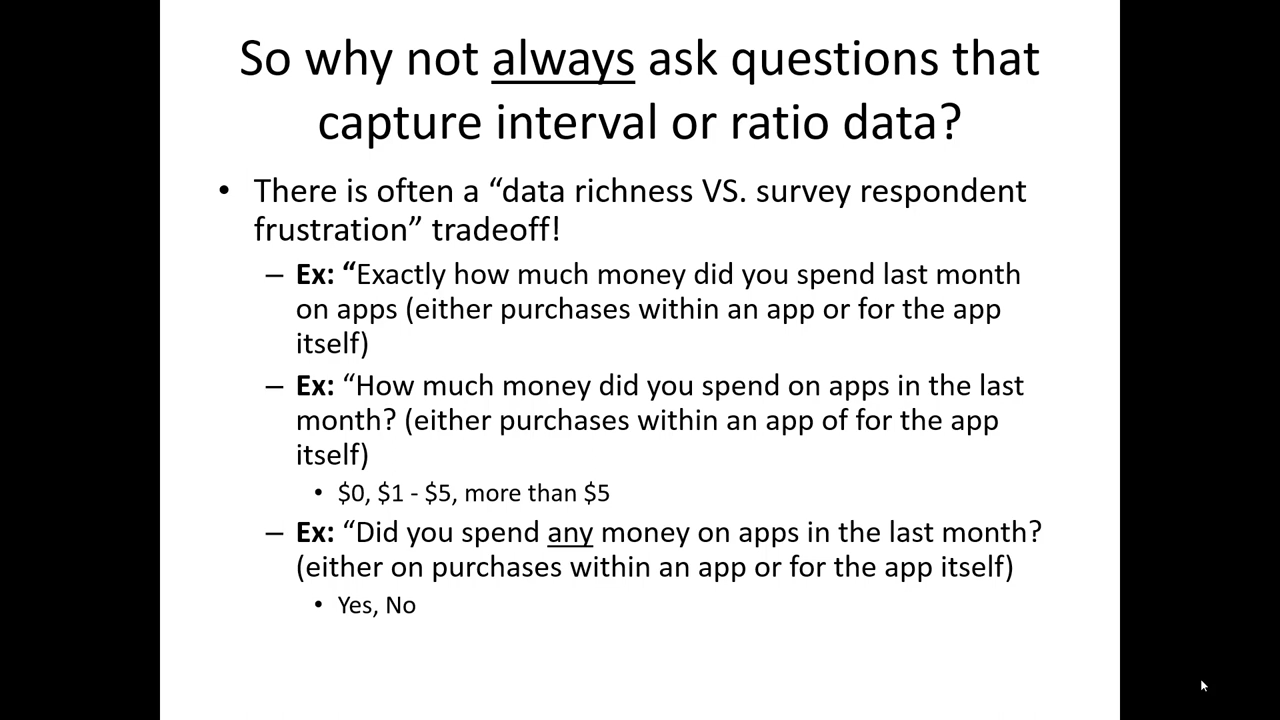 So why not always ask questions that
capture interval or ratio data?
• There is often a “data richness VS. survey respondent
frustration” tradeoff!
– Ex: “Exactly how much money did you spend last month
on apps (either purchases within an app or for the app
itself)
– Ex: “How much money did you spend on apps in the last
month? (either purchases within an app of for the app
itself)
• $0, $1 - $5, more than $5
– Ex: “Did you spend any money on apps in the last month?
(either on purchases within an app or for the app itself)
• Yes, No